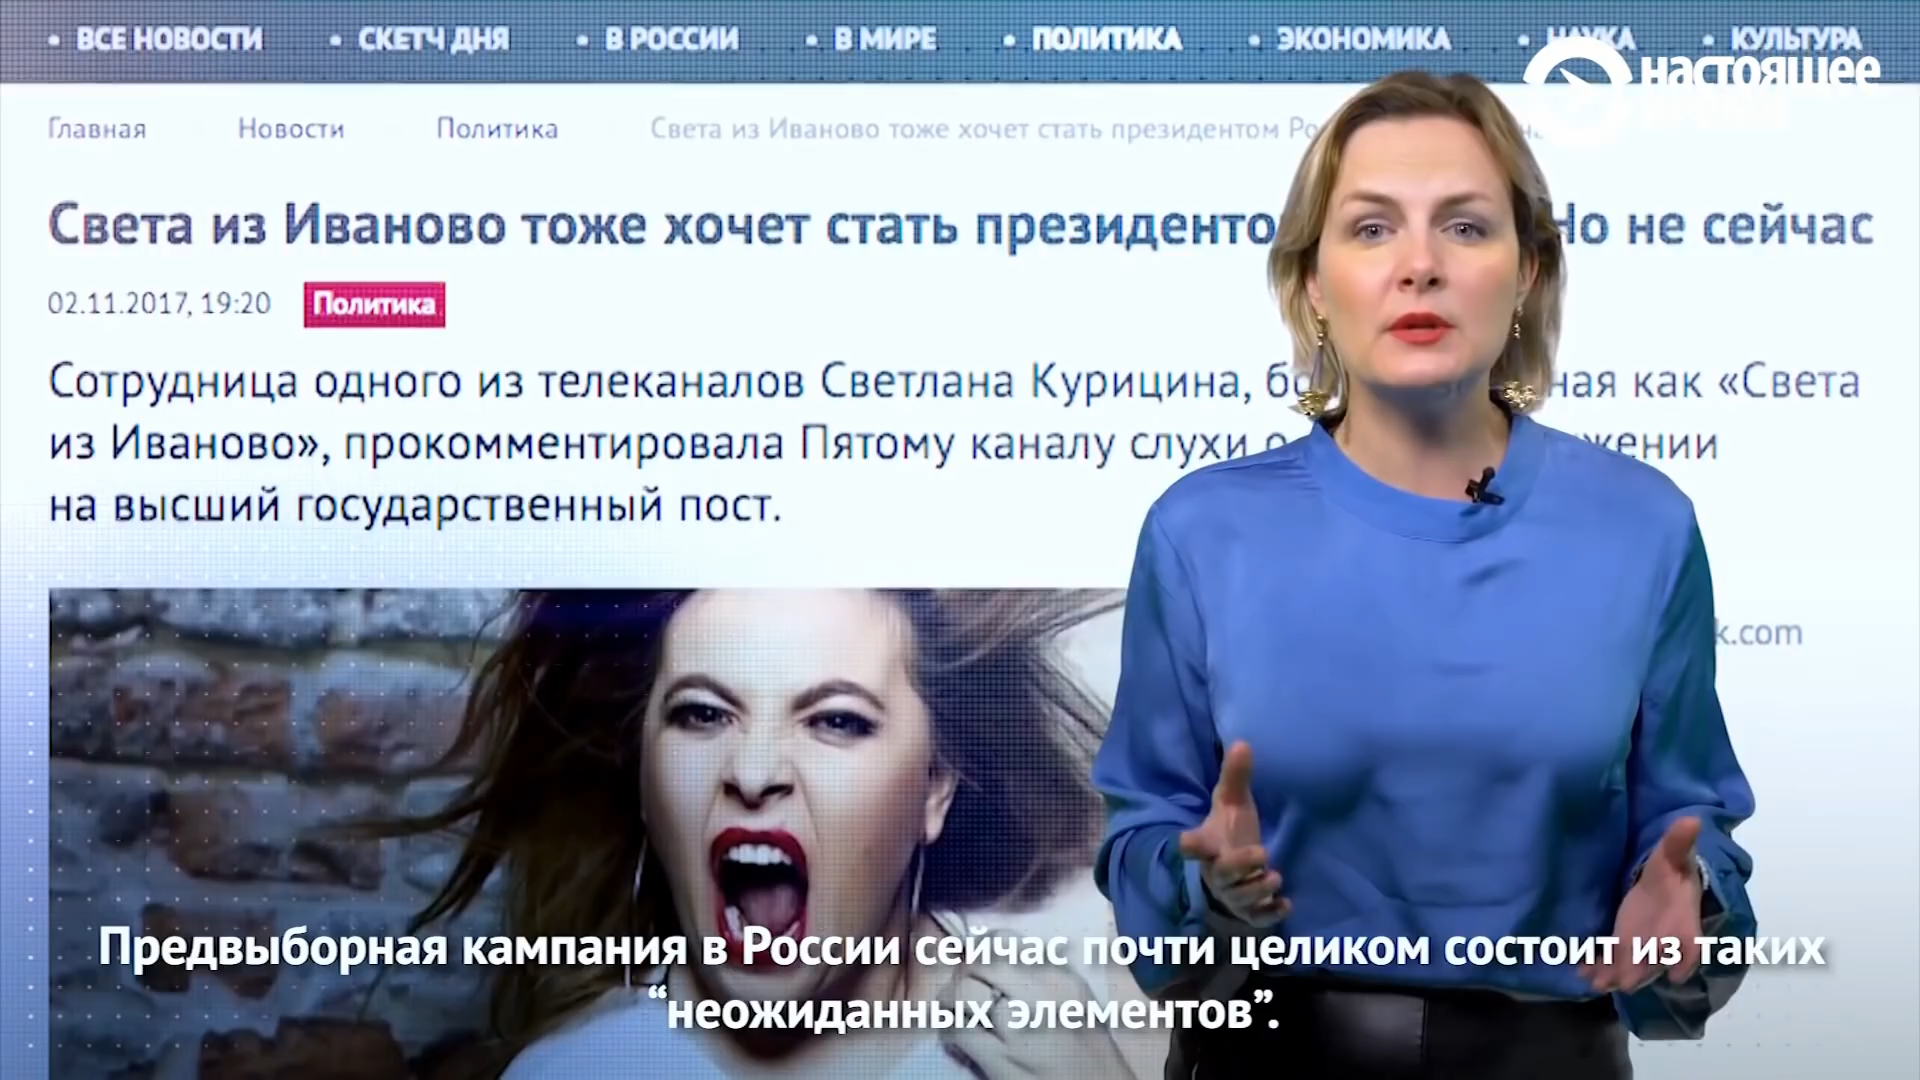 • ВСЕ НОВОСТИ • СКЕТЧ ДНЯ • В РОССИИ • В МИРЕ • ПОЛИТИКА • ЭКОНОМИКА • НАУКА • КУЛЬТУРА
настоящее
время
Главная Новости Политика Света из Иваново тоже хочет стать президентом
Света из Иваново тоже хочет стать президенто Но не сейчас
02.11.2017, 19:20 Политика
Сотрудница одного из телеканалов Светлана Курицина, ная как «Света
из Иваново», прокомментировала Пятому каналу слухи о жении
на высший государственный пост.
k.com
Предвыборная кампания в России сейчас почти целиком состоит из таких
“неожиданных элементов”.